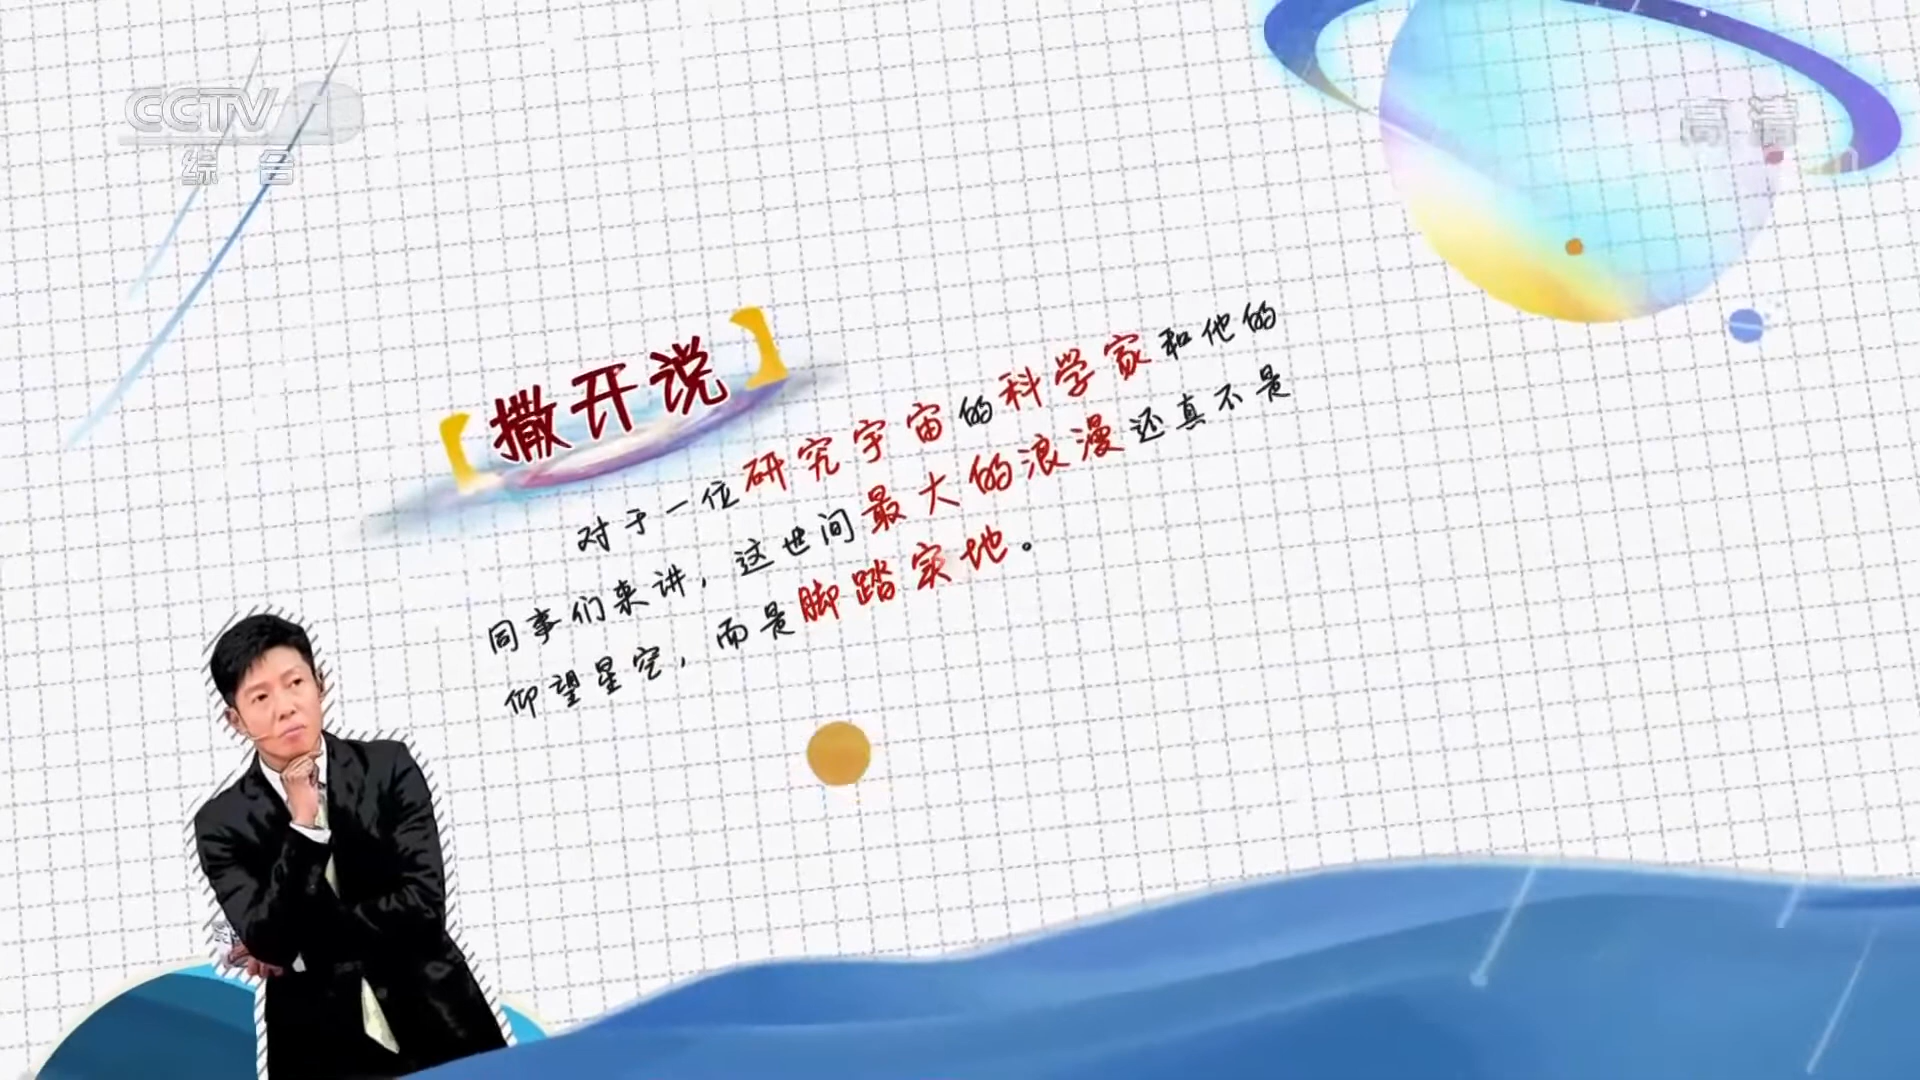 CCTV 1
综合
高清
【撒开说】
对于一位研究宇宙的科学家和他的
同事们来讲，这世间最大的浪漫还真不是
仰望星空，而是脚踏实地。